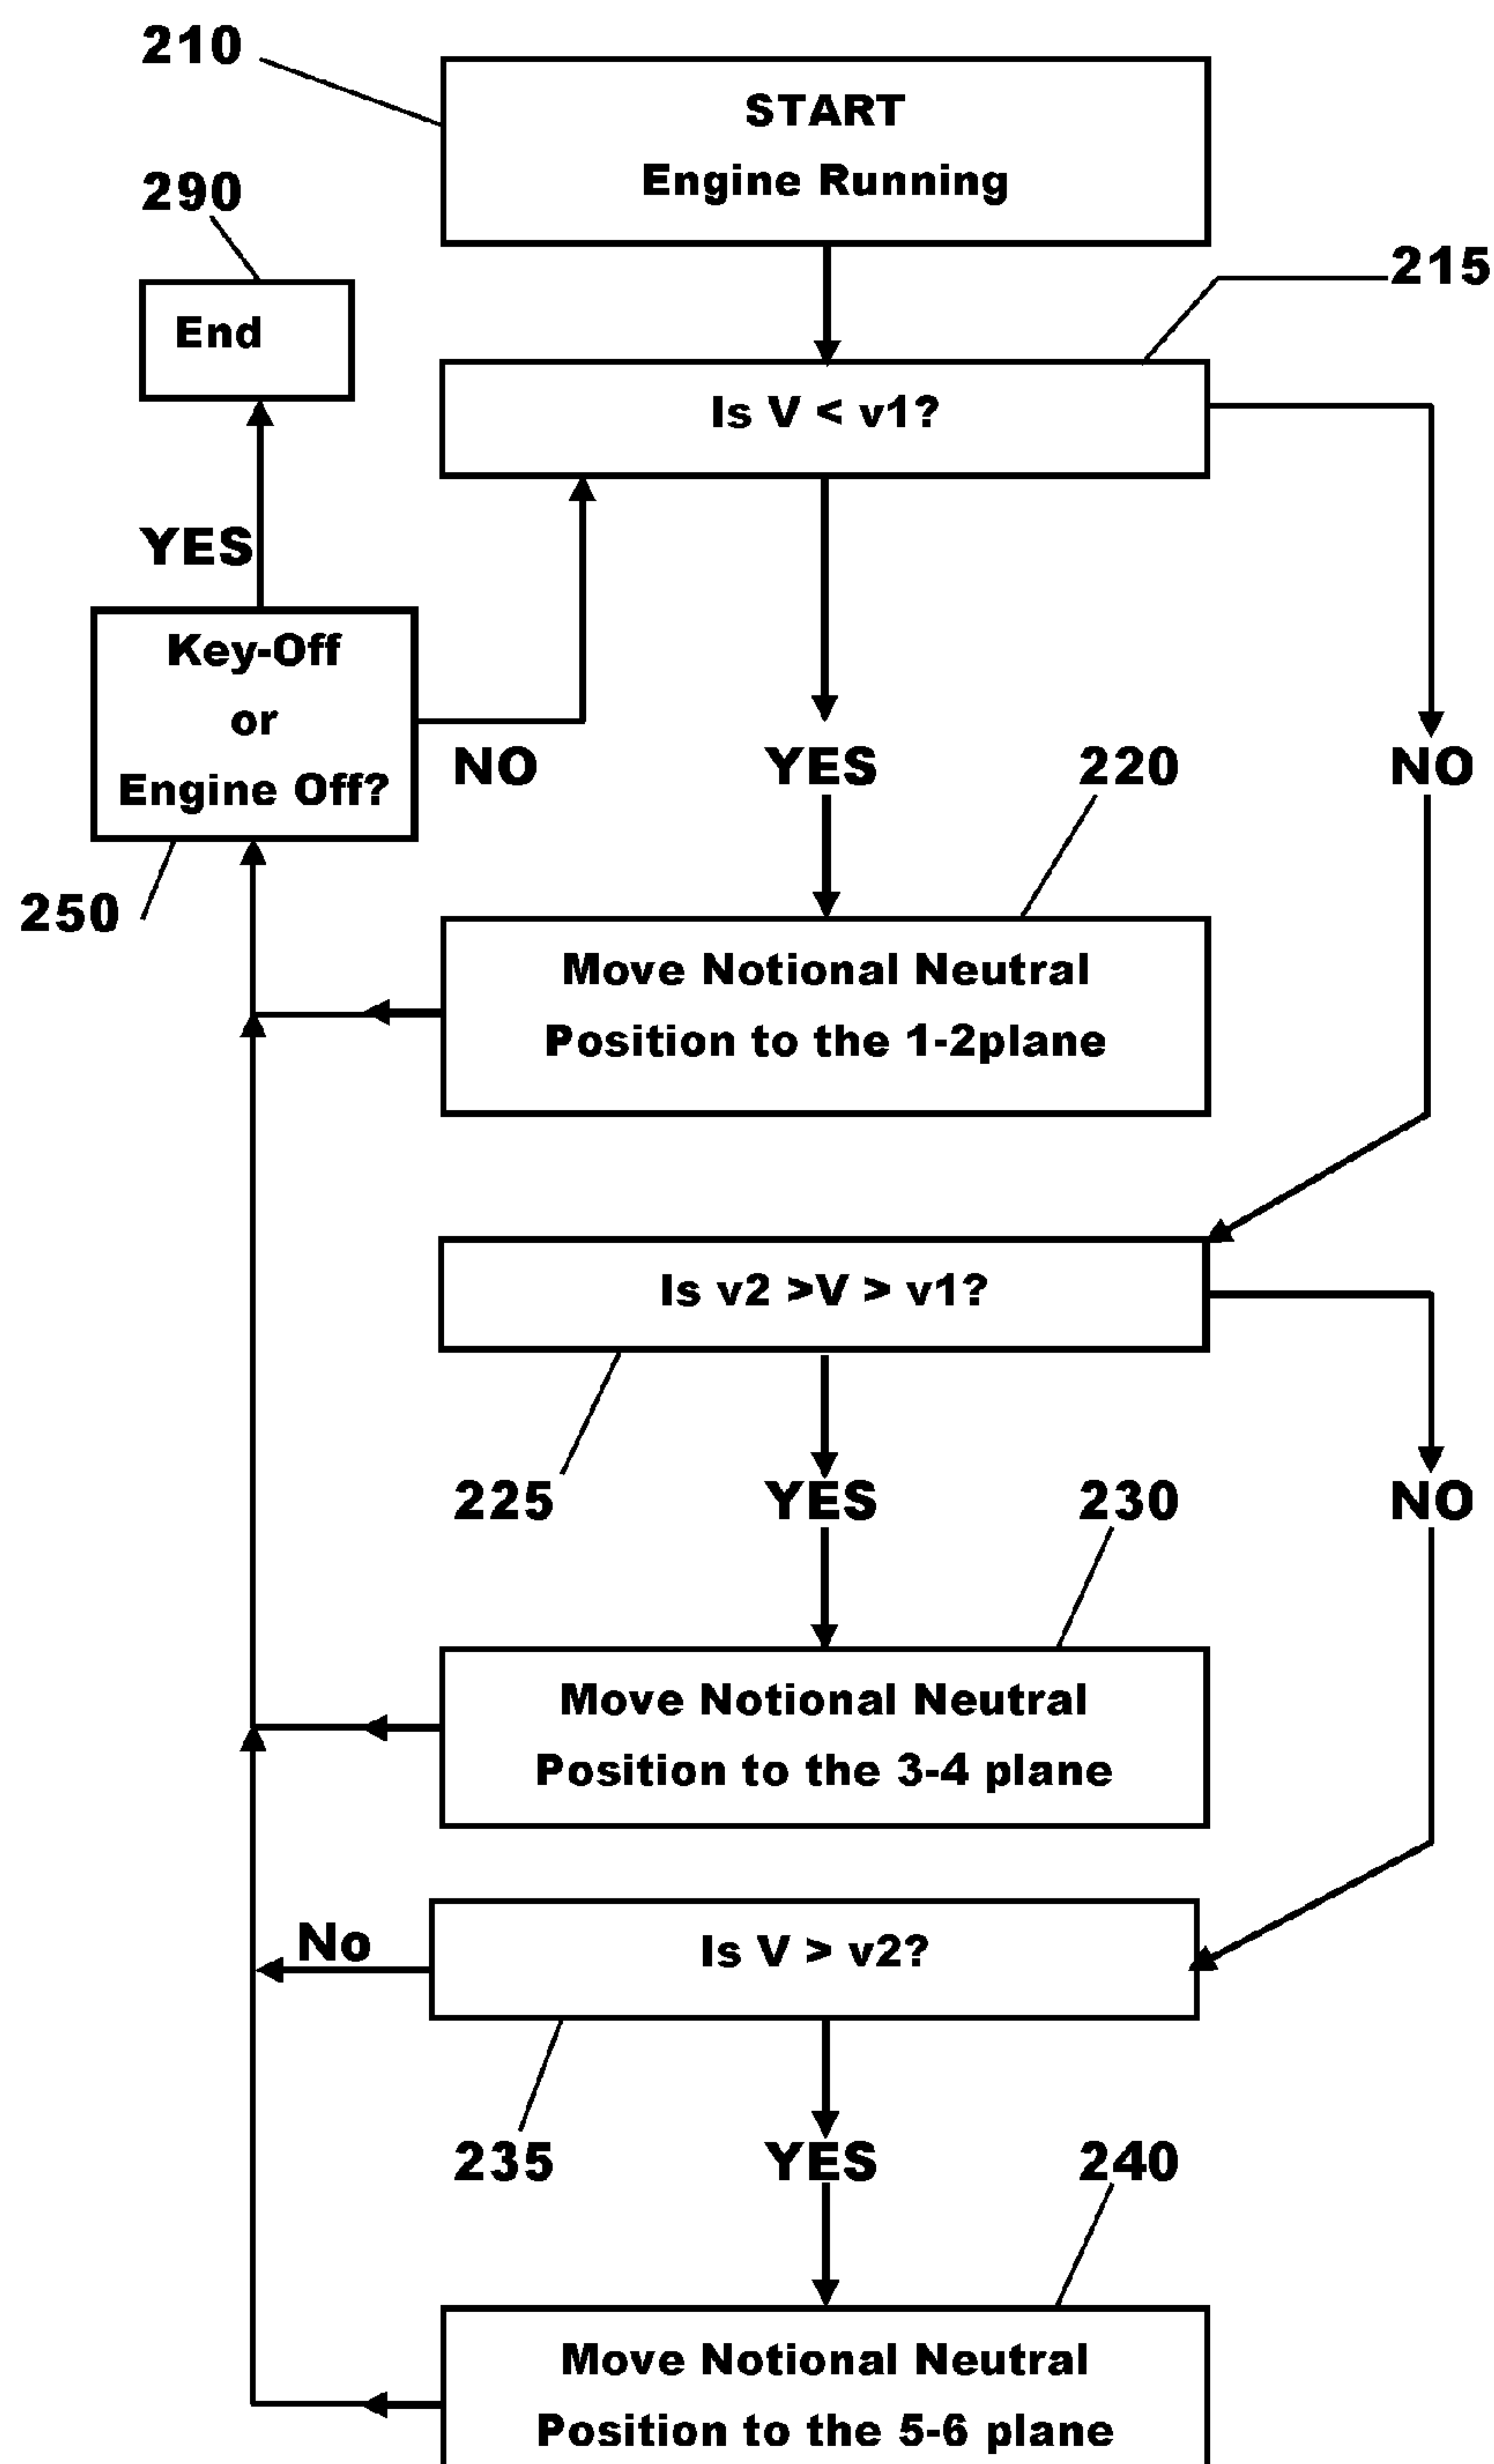 210
START
Engine Running
290
215
End
Is V < v1?
YES
Key-Off
or
Engine Off?
NO
YES
220
NO
250
Move Notional Neutral
Position to the 1-2plane
Is v2 >V > v1?
225
YES
230
NO
Move Notional Neutral
Position to the 3-4 plane
No
Is V > v2?
235
YES
240
Move Notional Neutral
Position to the 5-6 plane